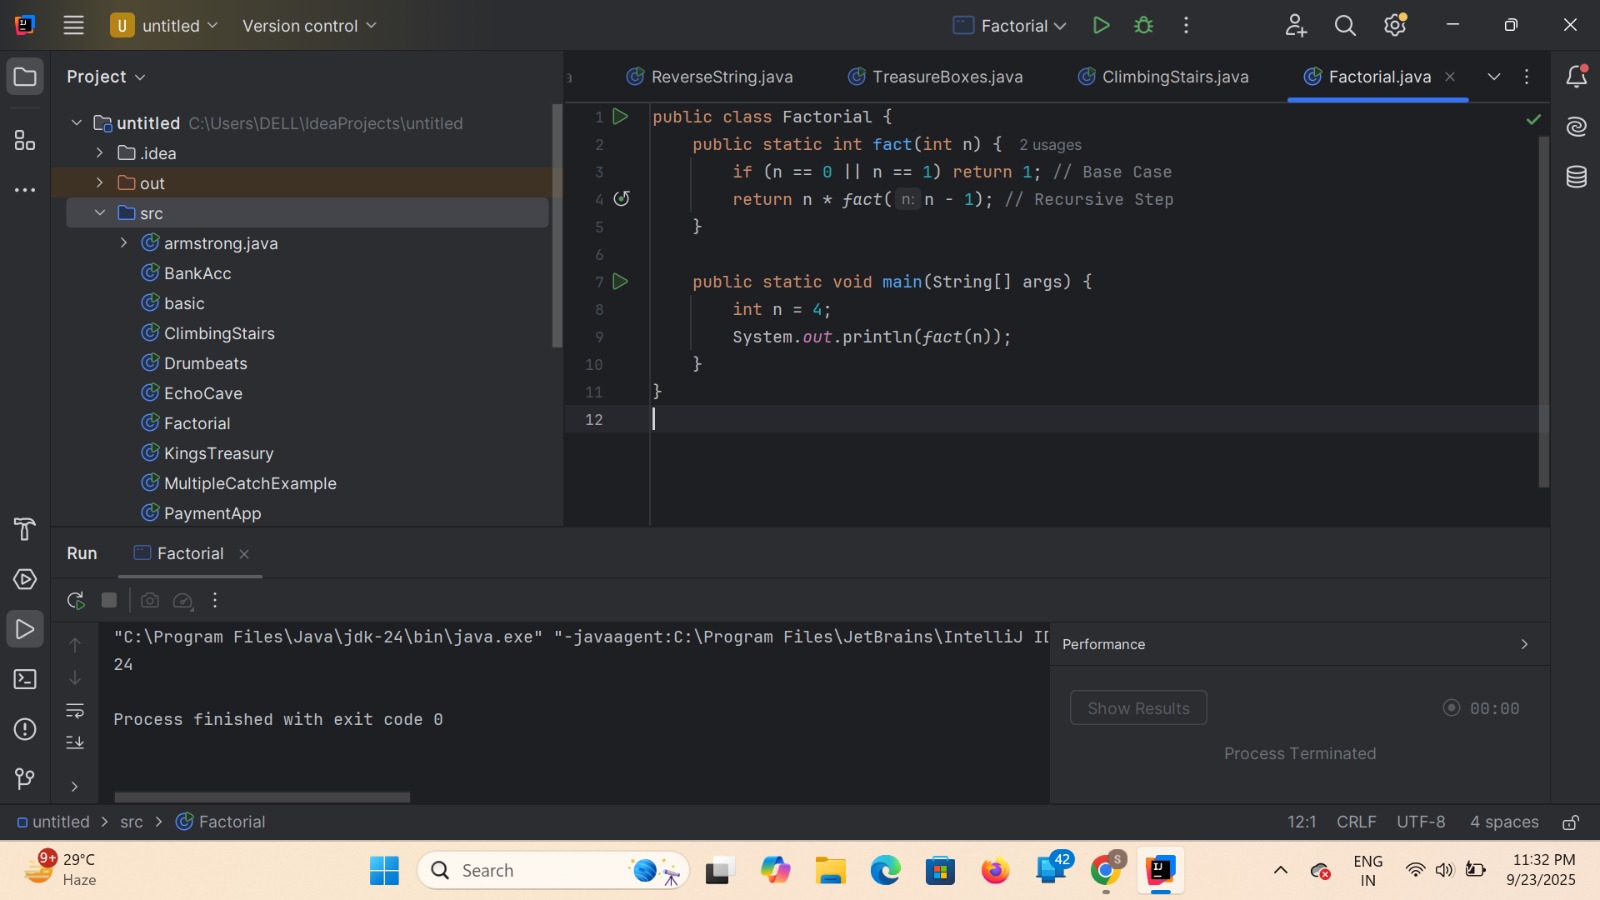 U untitled Version control Factorial
Project
untitled C:\Users\DELL\IdeaProjects\untitled
.idea
out
src
armstrong.java
BankAcc
basic
ClimbingStairs
Drumbeats
EchoCave
Factorial
KingsTreasury
MultipleCatchExample
PaymentApp
a ReverseString.java TreasureBoxes.java ClimbingStairs.java Factorial.java
1 public class Factorial {
2 public static int fact(int n) { 2 usages
3 if (n == 0 || n == 1) return 1; // Base Case
4 return n * fact( n: n - 1); // Recursive Step
5 }
6
7 public static void main(String[] args) {
8 int n = 4;
9 System.out.println(fact(n));
10 }
11 }
12
Run Factorial
"C:\Program Files\Java\jdk-24\bin\java.exe" "-javaagent:C:\Program Files\JetBrains\IntelliJ ID
24
Process finished with exit code 0
Performance
Show Results 00:00
Process Terminated
untitled > src > Factorial 12:1 CRLF UTF-8 4 spaces
9+ 29°C
Haze
Search
42
S
ENG
IN
11:32 PM
9/23/2025